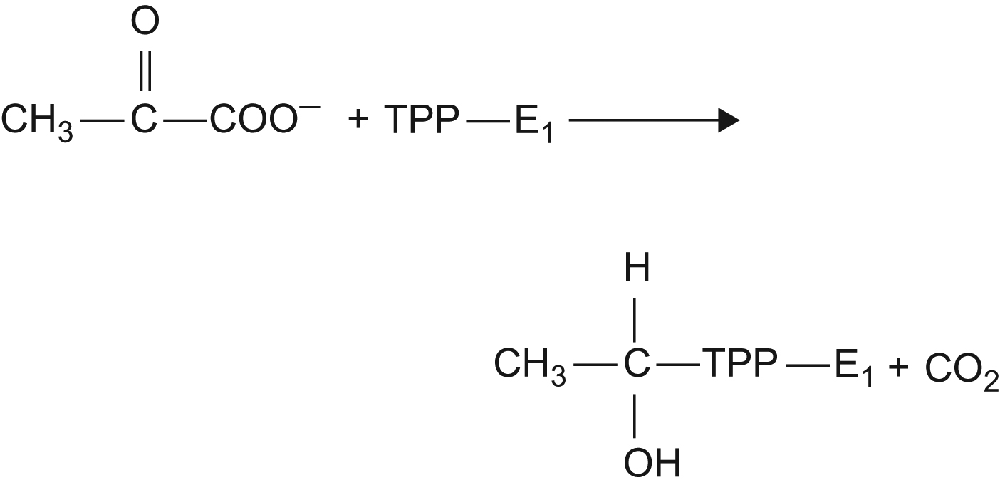 O
CH₃—C—COO⁻ + TPP—E₁ ⟶
H
CH₃—C—TPP—E₁ + CO₂
OH